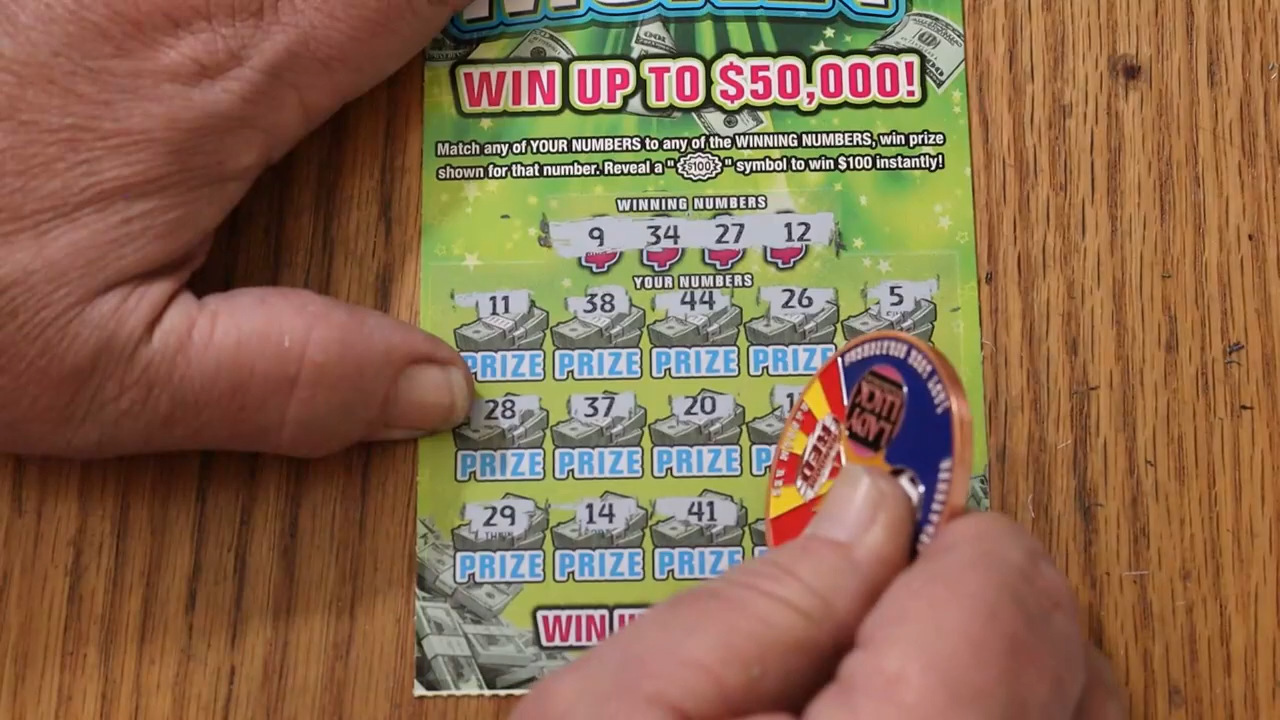 WIN UP TO $50,000!
Match any of YOUR NUMBERS to any of the WINNING NUMBERS, win prize
shown for that number. Reveal a "$100" symbol to win $100 instantly!
WINNING NUMBERS
9 34 27 12
YOUR NUMBERS
11 38 44 26 5
PRIZE PRIZE PRIZE PRIZE
28 37 20
PRIZE PRIZE PRIZE
29 14 41
PRIZE PRIZE PRIZE
WIN
LADY
LUCK
RED